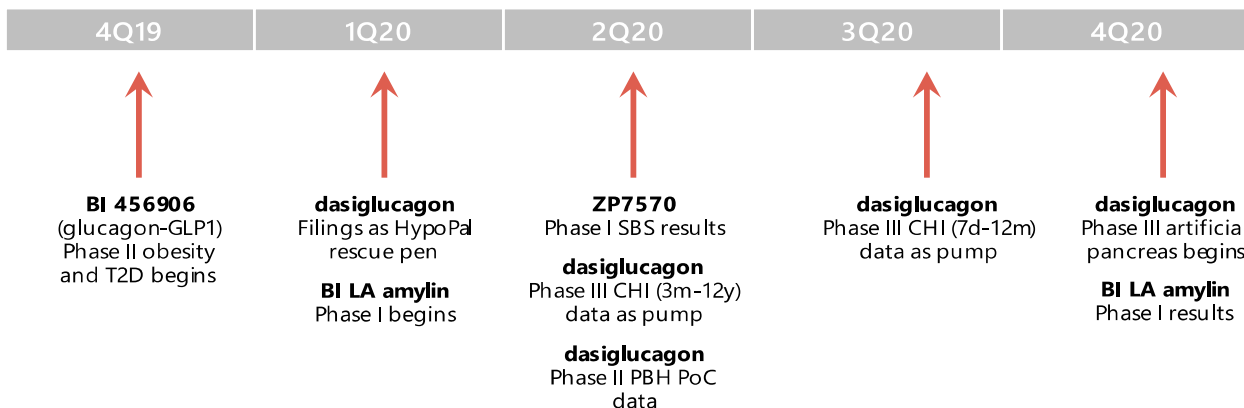 4Q19
1Q20
2Q20
3Q20
4Q20
BI 456906
(glucagon-GLP1)
Phase II obesity
and T2D begins
dasiglucagon
Filings as HypoPal
rescue pen
BI LA amylin
Phase I begins
ZP7570
Phase I SBS results
dasiglucagon
Phase III CHI (3m-12y)
data as pump
dasiglucagon
Phase II PBH PoC
data
dasiglucagon
Phase III CHI (7d-12m)
data as pump
dasiglucagon
Phase III artificial
pancreas begins
BI LA amylin
Phase I results